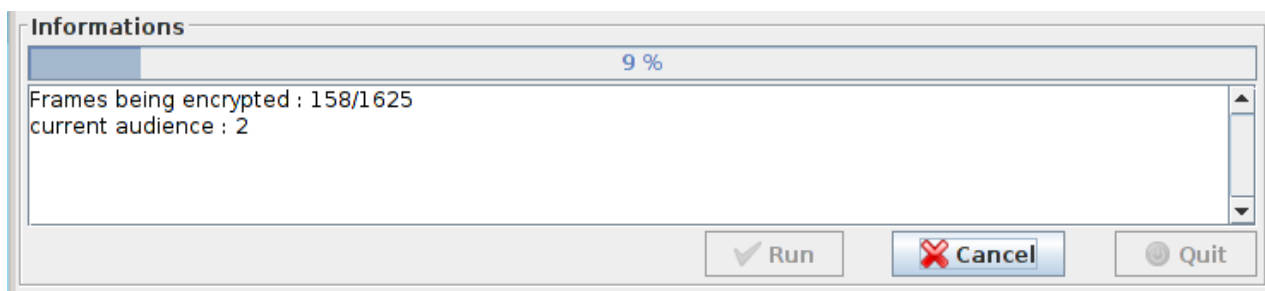 Informations
9 %
Frames being encrypted : 158/1625
current audience : 2
Run Cancel Quit